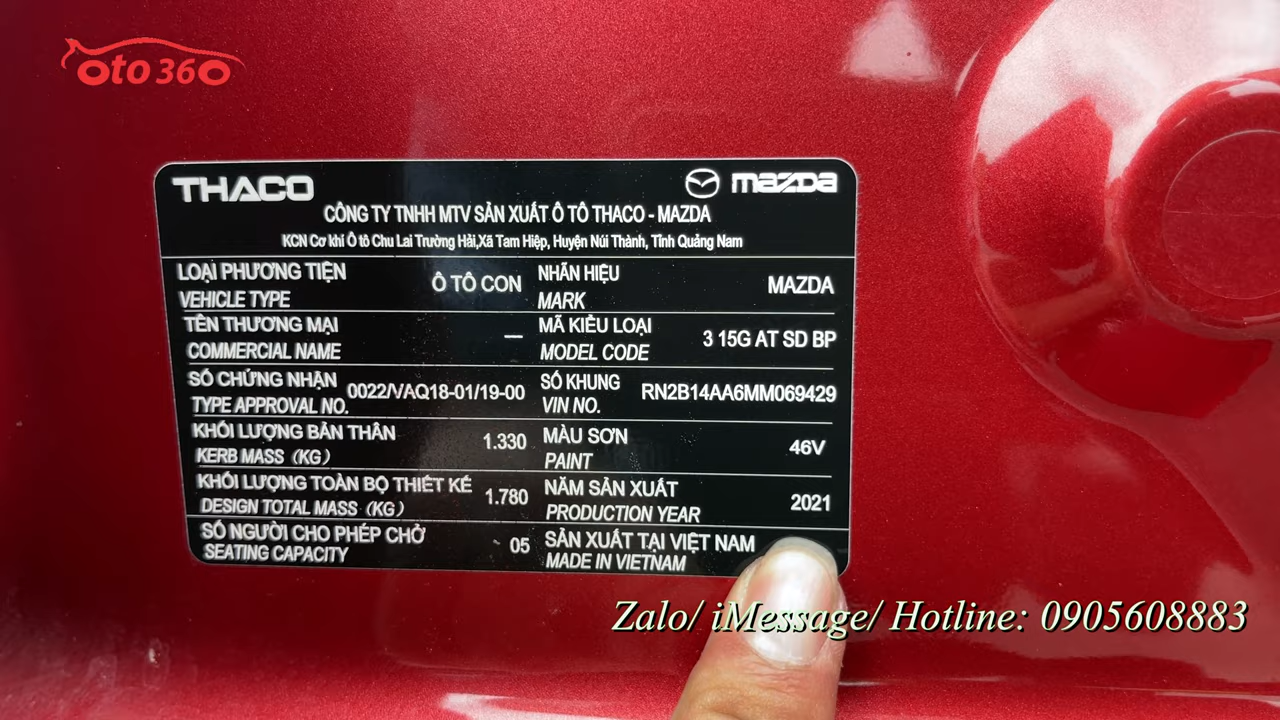 oto 360
THACO mazda
CÔNG TY TNHH MTV SẢN XUẤT Ô TÔ THACO - MAZDA
KCN Cơ khí Ô tô Chu Lai Trường Hải,Xã Tam Hiệp, Huyện Núi Thành, Tỉnh Quảng Nam
LOẠI PHƯƠNG TIỆN
VEHICLE TYPE
Ô TÔ CON
NHÃN HIỆU
MARK
MAZDA
TÊN THƯƠNG MẠI
COMMERCIAL NAME
—
MÃ KIỂU LOẠI
MODEL CODE
3 15G AT SD BP
SỐ CHỨNG NHẬN
TYPE APPROVAL NO.
0022/VAQ18-01/19-00
SỐ KHUNG
VIN NO.
RN2B14AA6MM069429
KHỐI LƯỢNG BẢN THÂN
KERB MASS (KG)
1.330
MÀU SƠN
PAINT
46V
KHỐI LƯỢNG TOÀN BỘ THIẾT KẾ
DESIGN TOTAL MASS (KG)
1.780
NĂM SẢN XUẤT
PRODUCTION YEAR
2021
SỐ NGƯỜI CHO PHÉP CHỞ
SEATING CAPACITY
05
SẢN XUẤT TẠI VIỆT NAM
MADE IN VIETNAM
Zalo/ iMessage/ Hotline: 0905608883